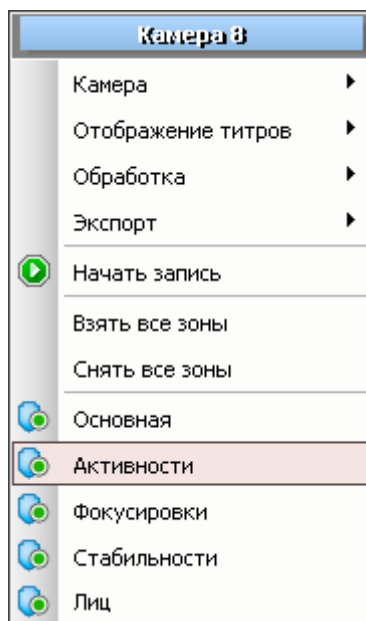 Камера 8
Камера
Отображение титров
Обработка
Экспорт
Начать запись
Взять все зоны
Снять все зоны
Основная
Активности
Фокусировки
Стабильности
Лиц